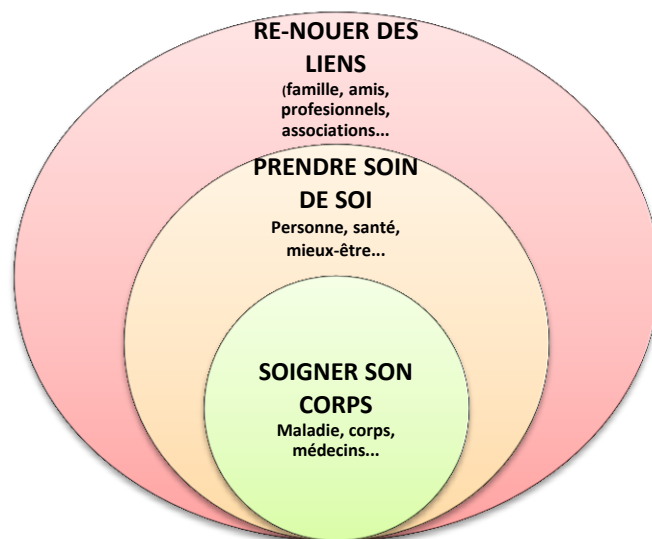 RE-NOUER DES
LIENS
(famille, amis,
profesionnels,
associations...
PRENDRE SOIN
DE SOI
Personne, santé,
mieux-être...
SOIGNER SON
CORPS
Maladie, corps,
médecins...